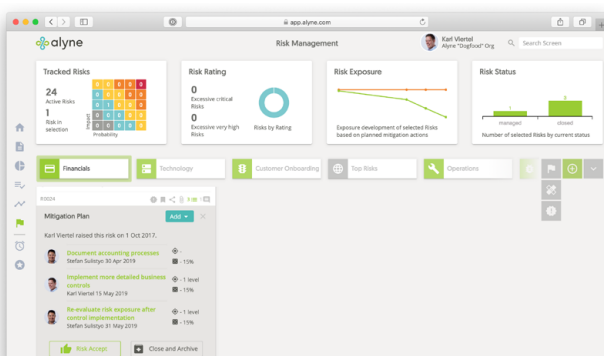 app.alyne.com
alyne
Risk Management
Karl Viertel
Alyne "Dogfood" Org
Search Screen
Tracked Risks
24
Active Risks
1
Risk in
selection
Impact
Probability
Risk Rating
0
Excessive critical
Risks
0
Excessive very high
Risks
Risks by Rating
Risk Exposure
Exposure development of selected Risks
based on planned mitigation actions
Risk Status
managed
closed
Number of selected Risks by current status
Financials
Technology
Customer Onboarding
Top Risks
Operations
Mitigation Plan
Add
Karl Viertel raised this risk on 1 Oct 2017.
Document accounting processes
Stefan Sulistyo 30 Apr 2019
-
- 15%
Implement more detailed business
controls
Karl Viertel 15 May 2019
- 1 level
- 15%
Re-evaluate risk exposure after
control implementation
Stefan Sulistyo 31 May 2019
- 1 level
- 15%
Risk Accept
Close and Archive